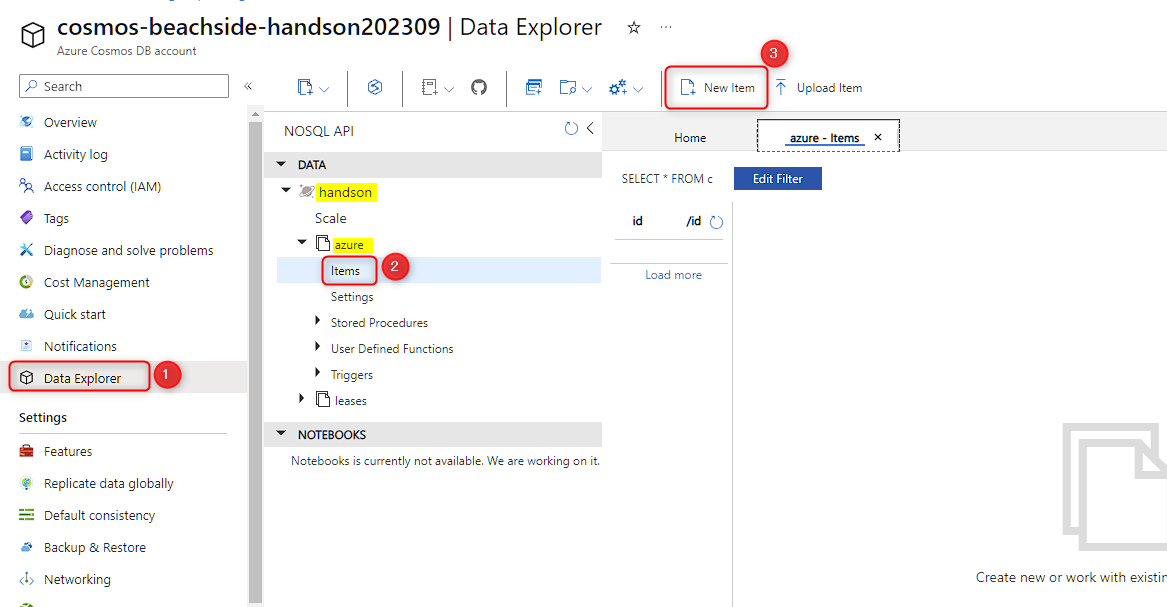 cosmos-beachside-handson202309 | Data Explorer
Azure Cosmos DB account
Search
«
Overview
Activity log
Access control (IAM)
Tags
Diagnose and solve problems
Cost Management
Quick start
Notifications
Data Explorer
1
Settings
Features
Replicate data globally
Default consistency
Backup & Restore
Networking
3
New Item
Upload Item
NOSQL API
DATA
handson
Scale
azure
Items
2
Settings
Stored Procedures
User Defined Functions
Triggers
leases
NOTEBOOKS
Notebooks is currently not available. We are working on it.
Home
azure - Items
SELECT * FROM c
Edit Filter
id /id
Load more
Create new or work with existin